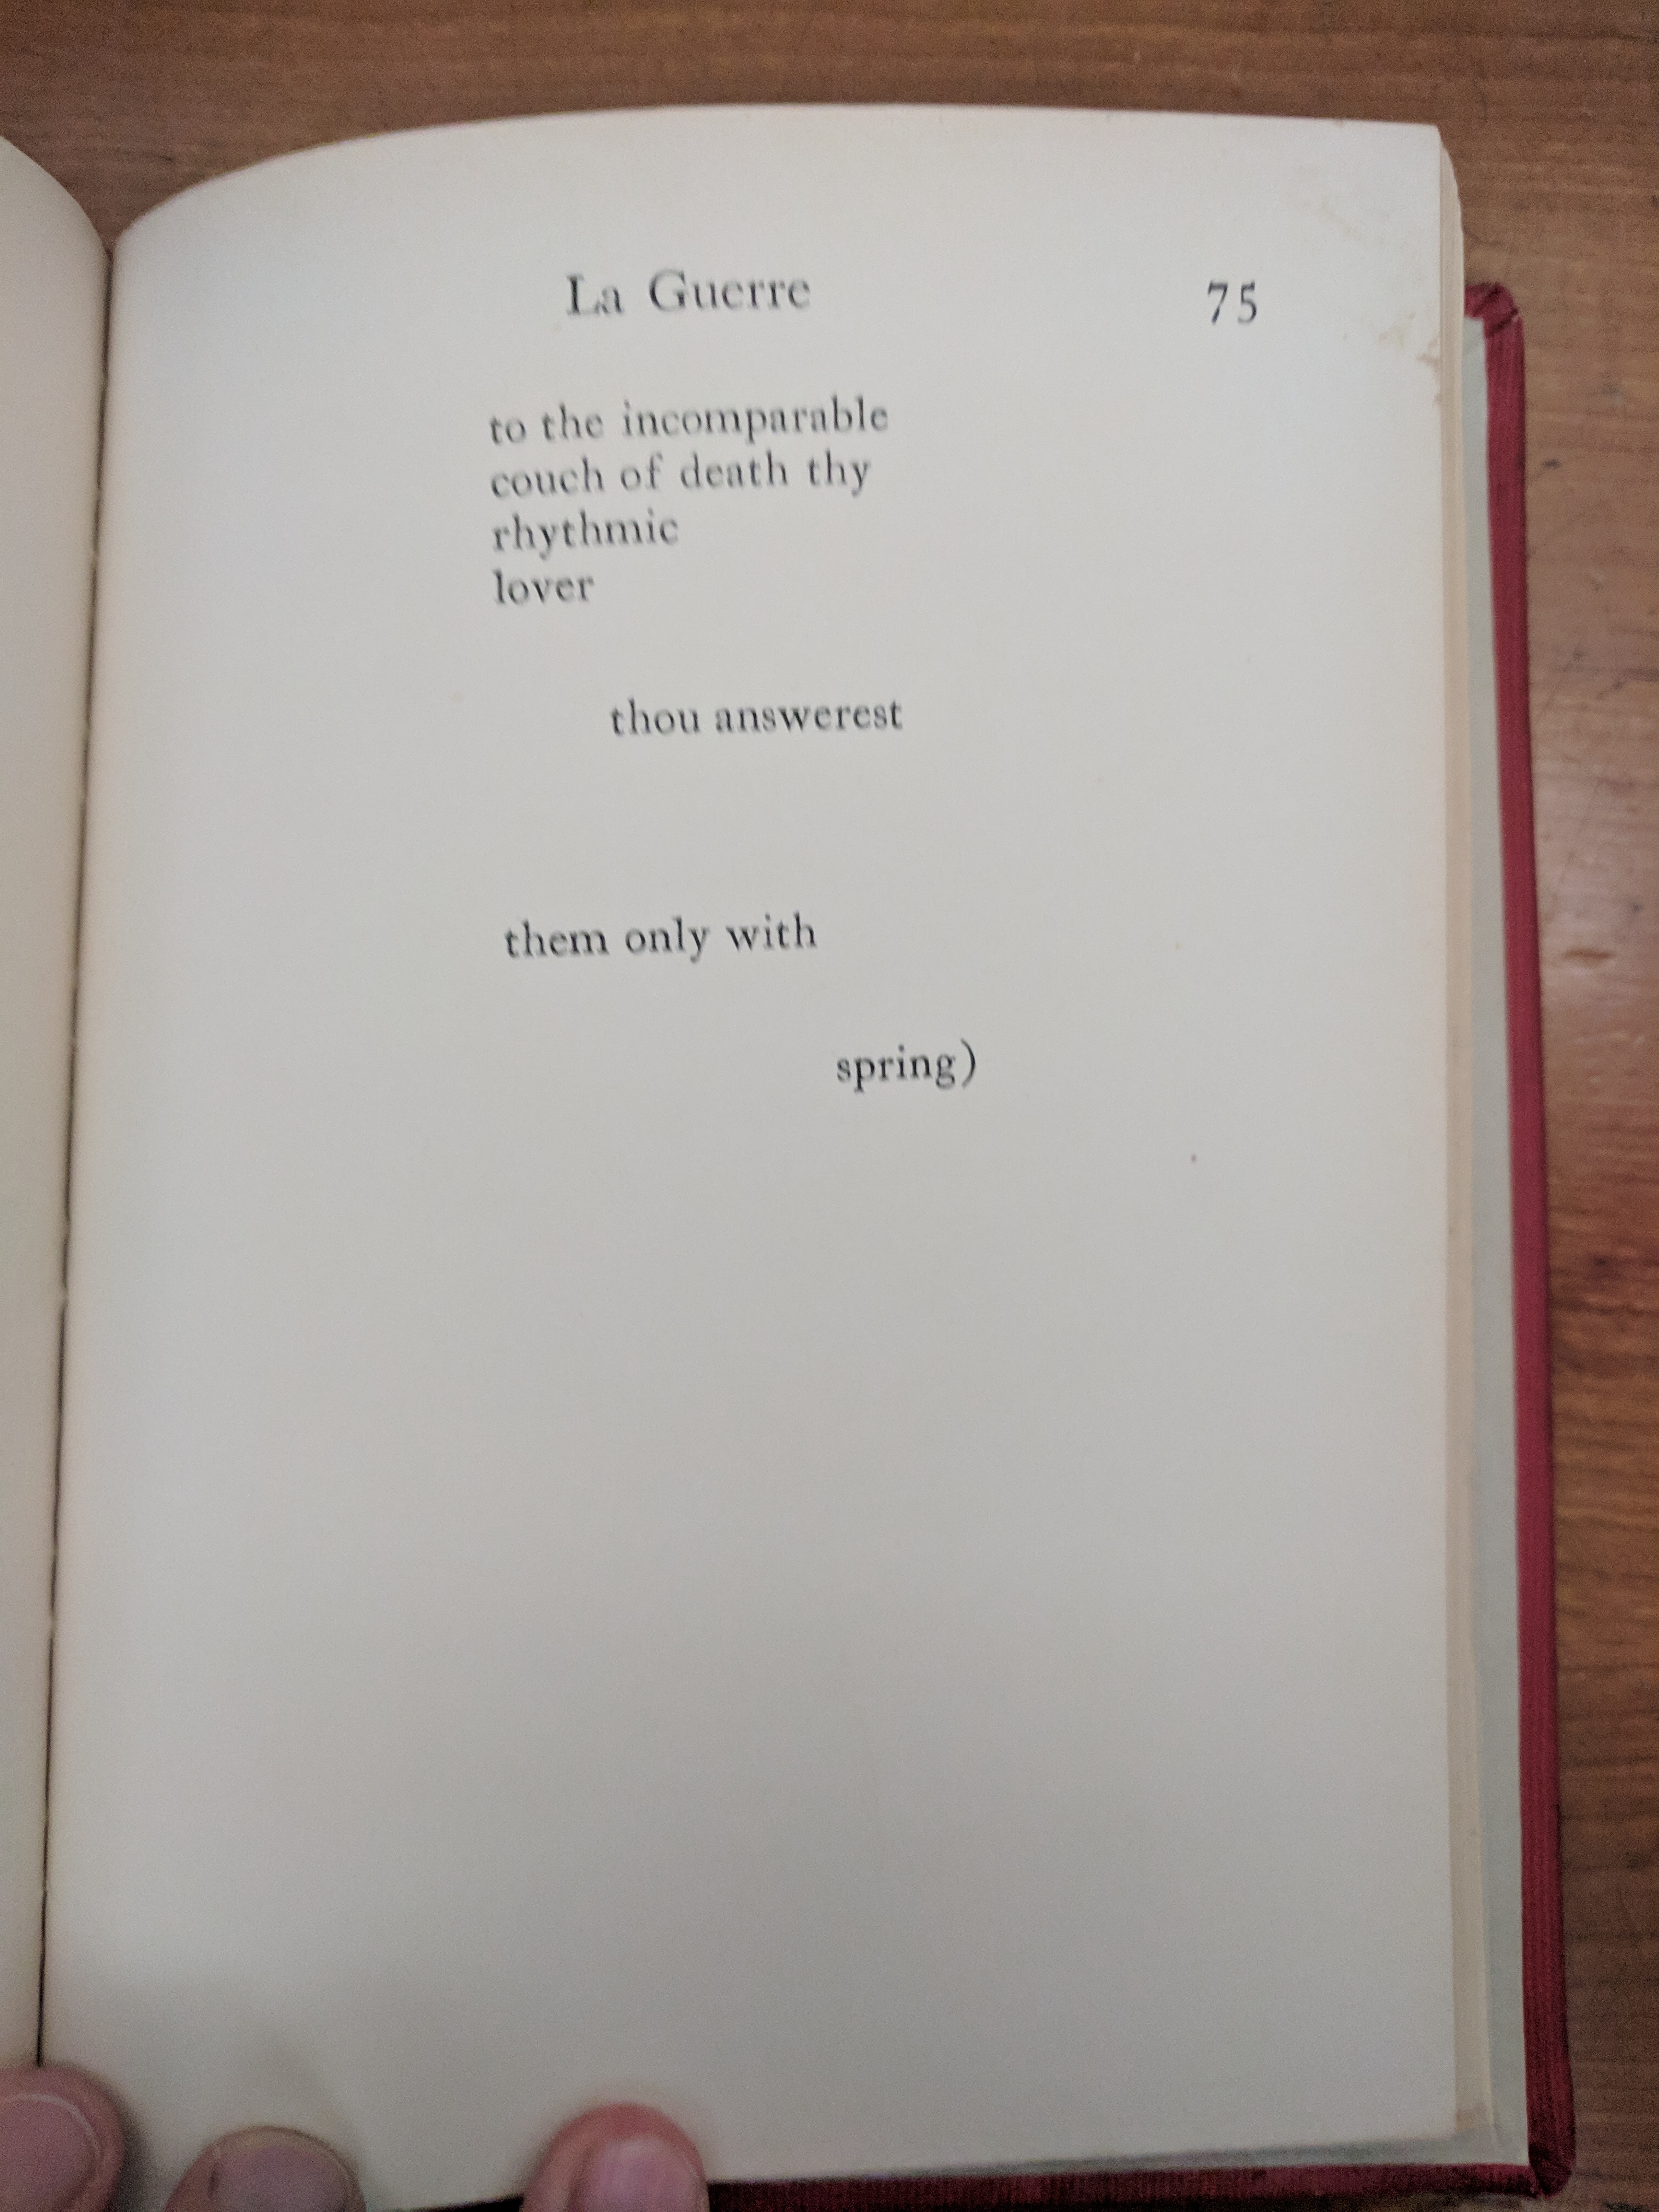 La Guerre 75
to the incomparable
couch of death thy
rhythmic
lover
thou answerest
them only with
spring)